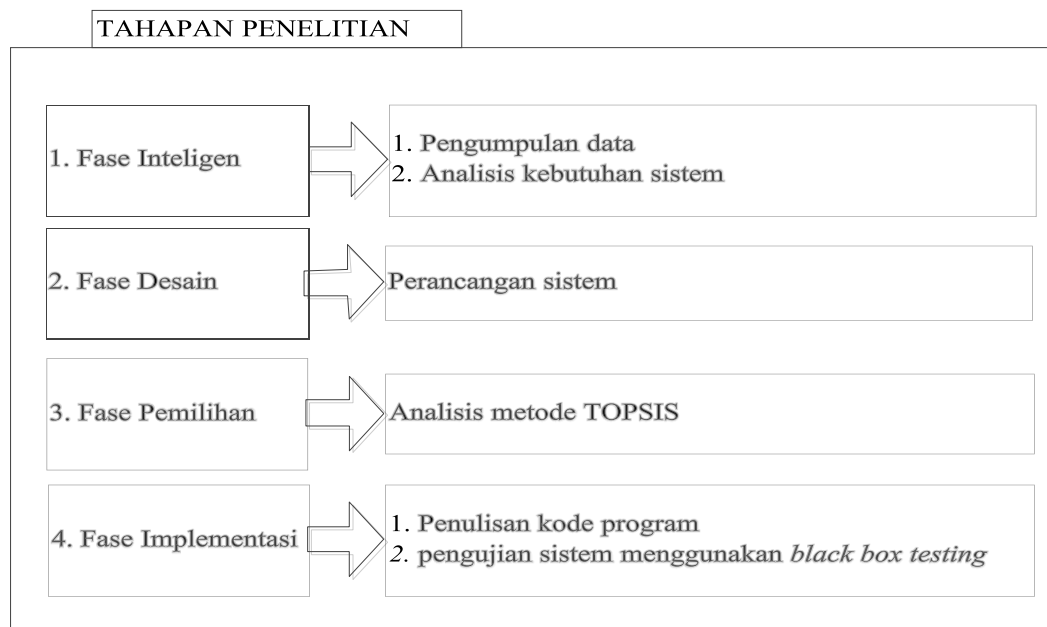 TAHAPAN PENELITIAN
1. Fase Inteligen
1. Pengumpulan data
2. Analisis kebutuhan sistem
2. Fase Desain
Perancangan sistem
3. Fase Pemilihan
Analisis metode TOPSIS
4. Fase Implementasi
1. Penulisan kode program
2. pengujian sistem menggunakan black box testing